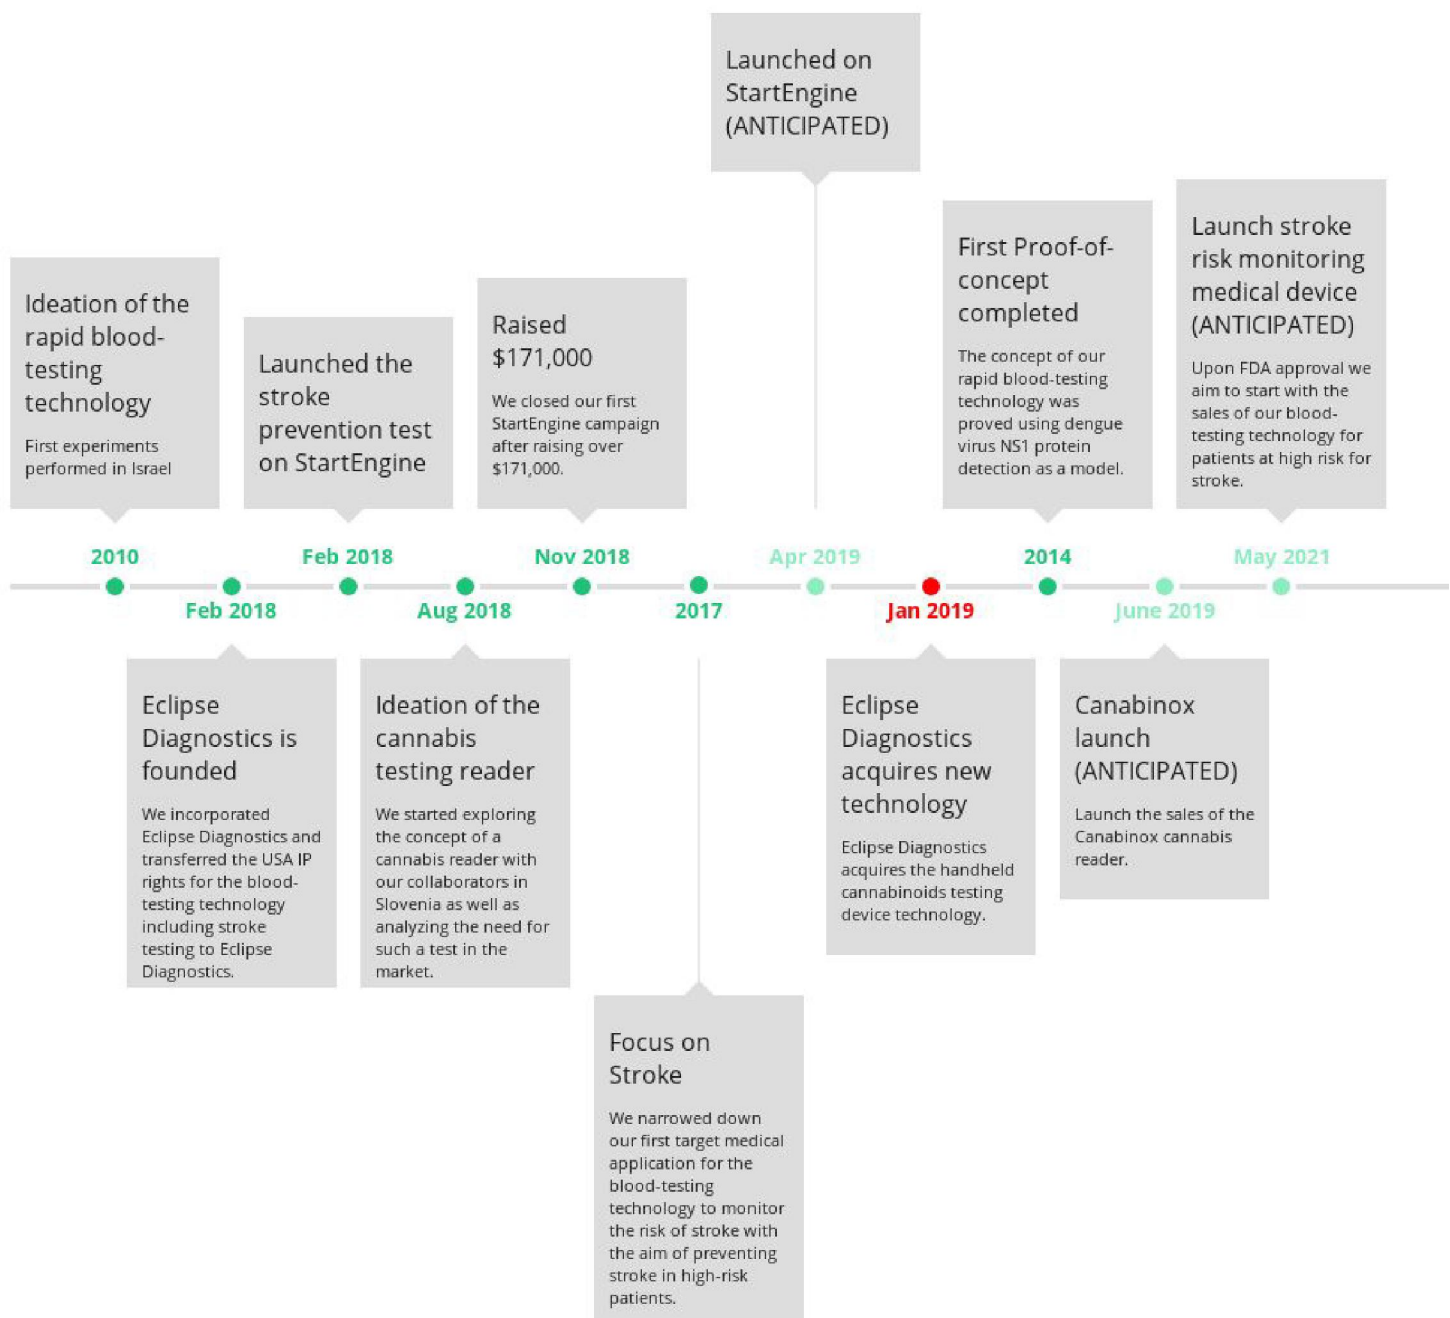 Launched on
StartEngine
(ANTICIPATED)
Ideation of the
rapid blood-
testing
technology
First experiments
performed in Israel
Launched the
stroke
prevention test
on StartEngine
Raised
$171,000
We closed our first
StartEngine campaign
after raising over
$171,000.
First Proof-of-
concept
completed
The concept of our
rapid blood-testing
technology was
proved using dengue
virus NS1 protein
detection as a model.
Launch stroke
risk monitoring
medical device
(ANTICIPATED)
Upon FDA approval we
aim to start with the
sales of our blood-
testing technology for
patients at high risk for
stroke.
2010
Feb 2018
Nov 2018
Apr 2019
2014
May 2021
Feb 2018
Aug 2018
2017
Jan 2019
June 2019
Eclipse
Diagnostics is
founded
We incorporated
Eclipse Diagnostics and
transferred the USA IP
rights for the blood-
testing technology
including stroke
testing to Eclipse
Diagnostics.
Ideation of the
cannabis
testing reader
We started exploring
the concept of a
cannabis reader with
our collaborators in
Slovenia as well as
analyzing the need for
such a test in the
market.
Focus on
Stroke
We narrowed down
our first target medical
application for the
blood-testing
technology to monitor
the risk of stroke with
the aim of preventing
stroke in high-risk
patients.
Eclipse
Diagnostics
acquires new
technology
Eclipse Diagnostics
acquires the handheld
cannabinoids testing
device technology.
Canabinox
launch
(ANTICIPATED)
Launch the sales of the
Canabinox cannabis
reader.